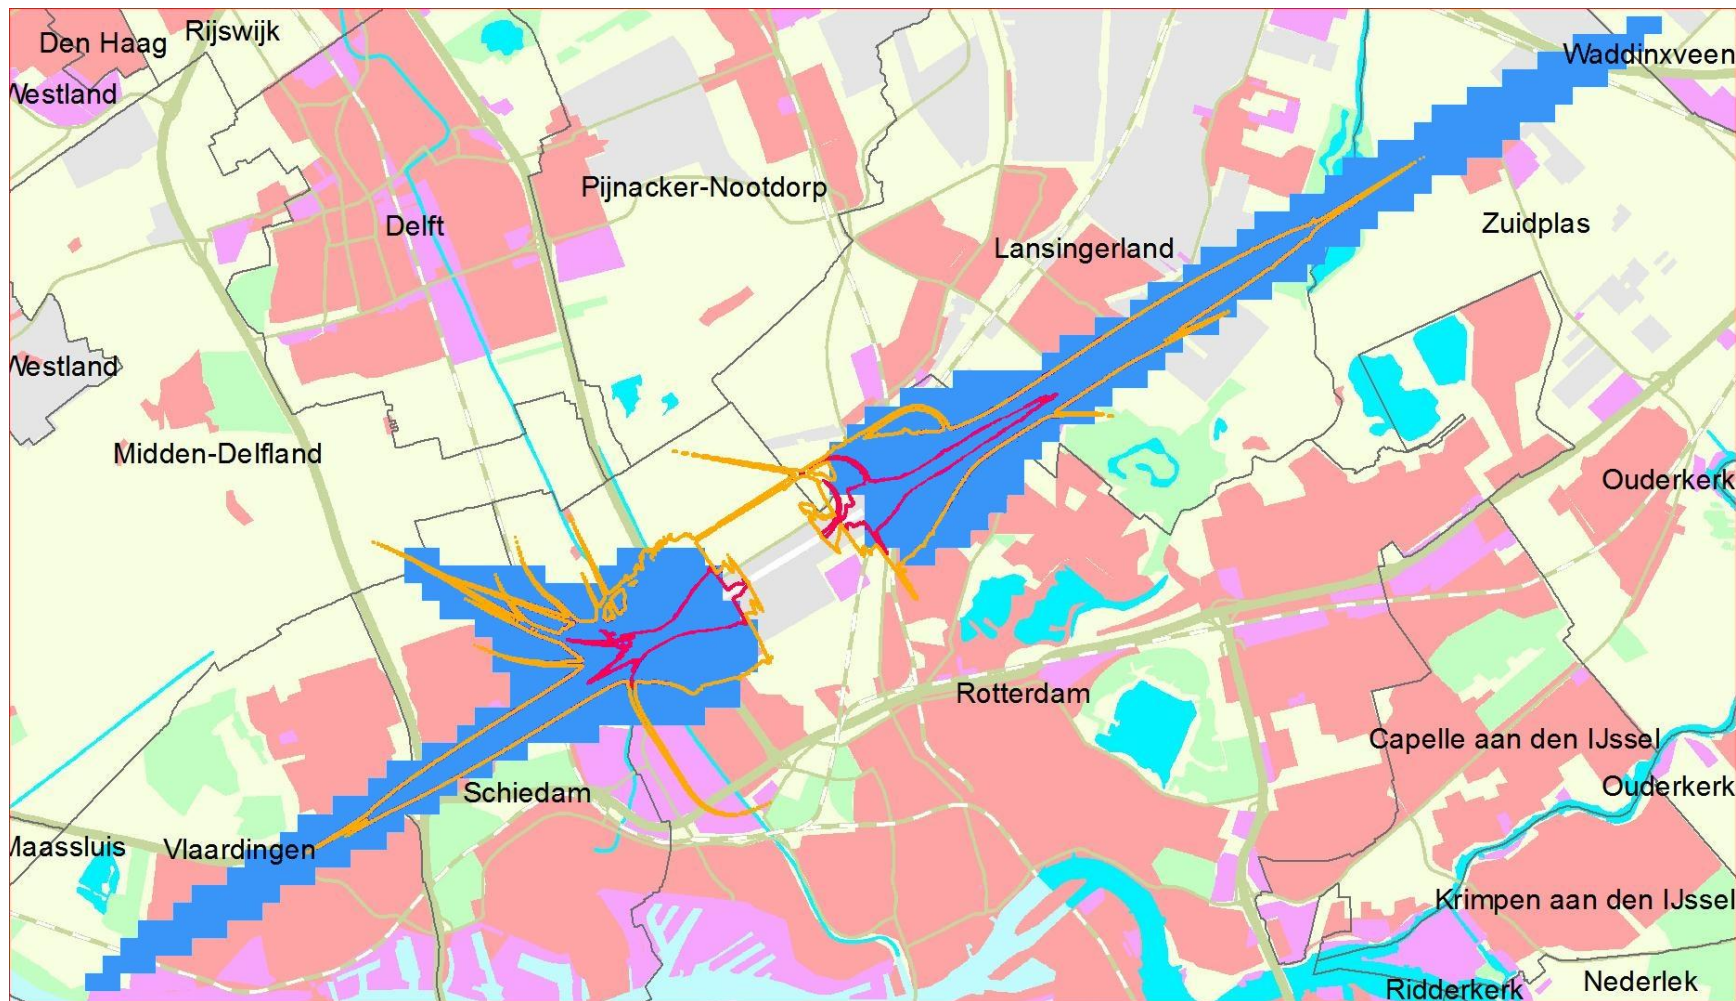 Rijswijk
Den Haag
Waddinxveen
Westland
Pijnacker-Nootdorp
Delft
Zuidplas
Lansingerland
Westland
Midden-Delfland
Ouderkerk
Rotterdam
Capelle aan den IJssel
Ouderkerk
Schiedam
Maassluis
Vlaardingen
Krimpen aan den IJssel
Nederlek
Ridderkerk